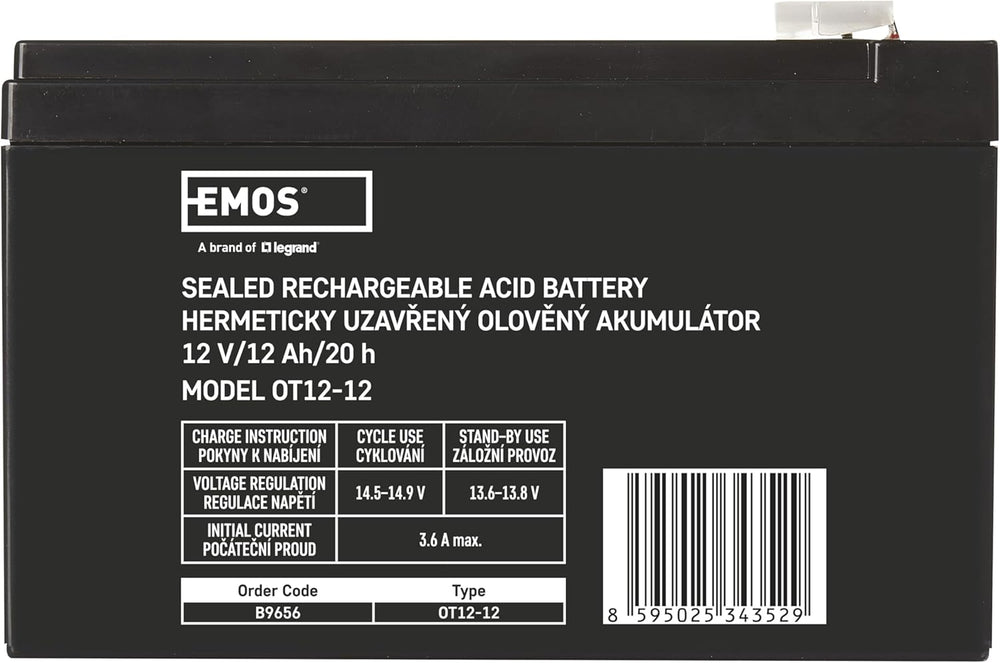 EMOS®
A brand of legrand®
SEALED RECHARGEABLE ACID BATTERY
HERMETICKY UZAVŘENÝ OLOVĚNÝ AKUMULÁTOR
12 V/12 Ah/20 h
MODEL OT12-12
CHARGE INSTRUCTION
POKYNY K NABÍJENÍ
CYCLE USE
CYKLOVÁNÍ
STAND-BY USE
ZÁLOŽNÍ PROVOZ
VOLTAGE REGULATION
REGULACE NAPĚTÍ
14.5–14.9 V
13.6–13.8 V
INITIAL CURRENT
POČÁTEČNÍ PROUD
3.6 A max.
Order Code
Type
B9656
OT12-12
8 595025 343529